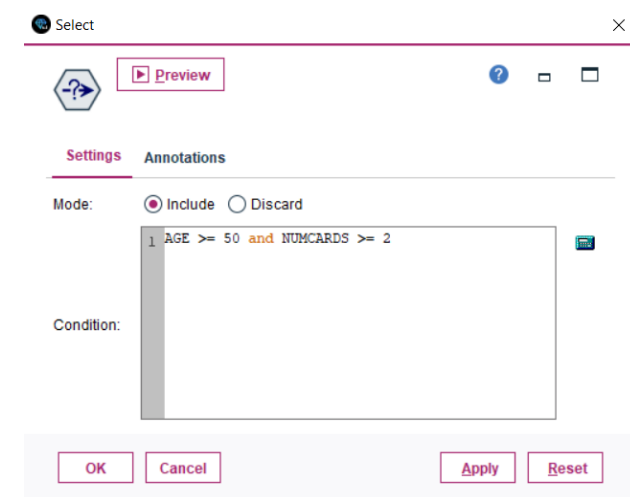 Select
Preview
Settings Annotations
Mode: Include Discard
1 AGE >= 50 and NUMCARDS >= 2
Condition:
OK Cancel Apply Reset